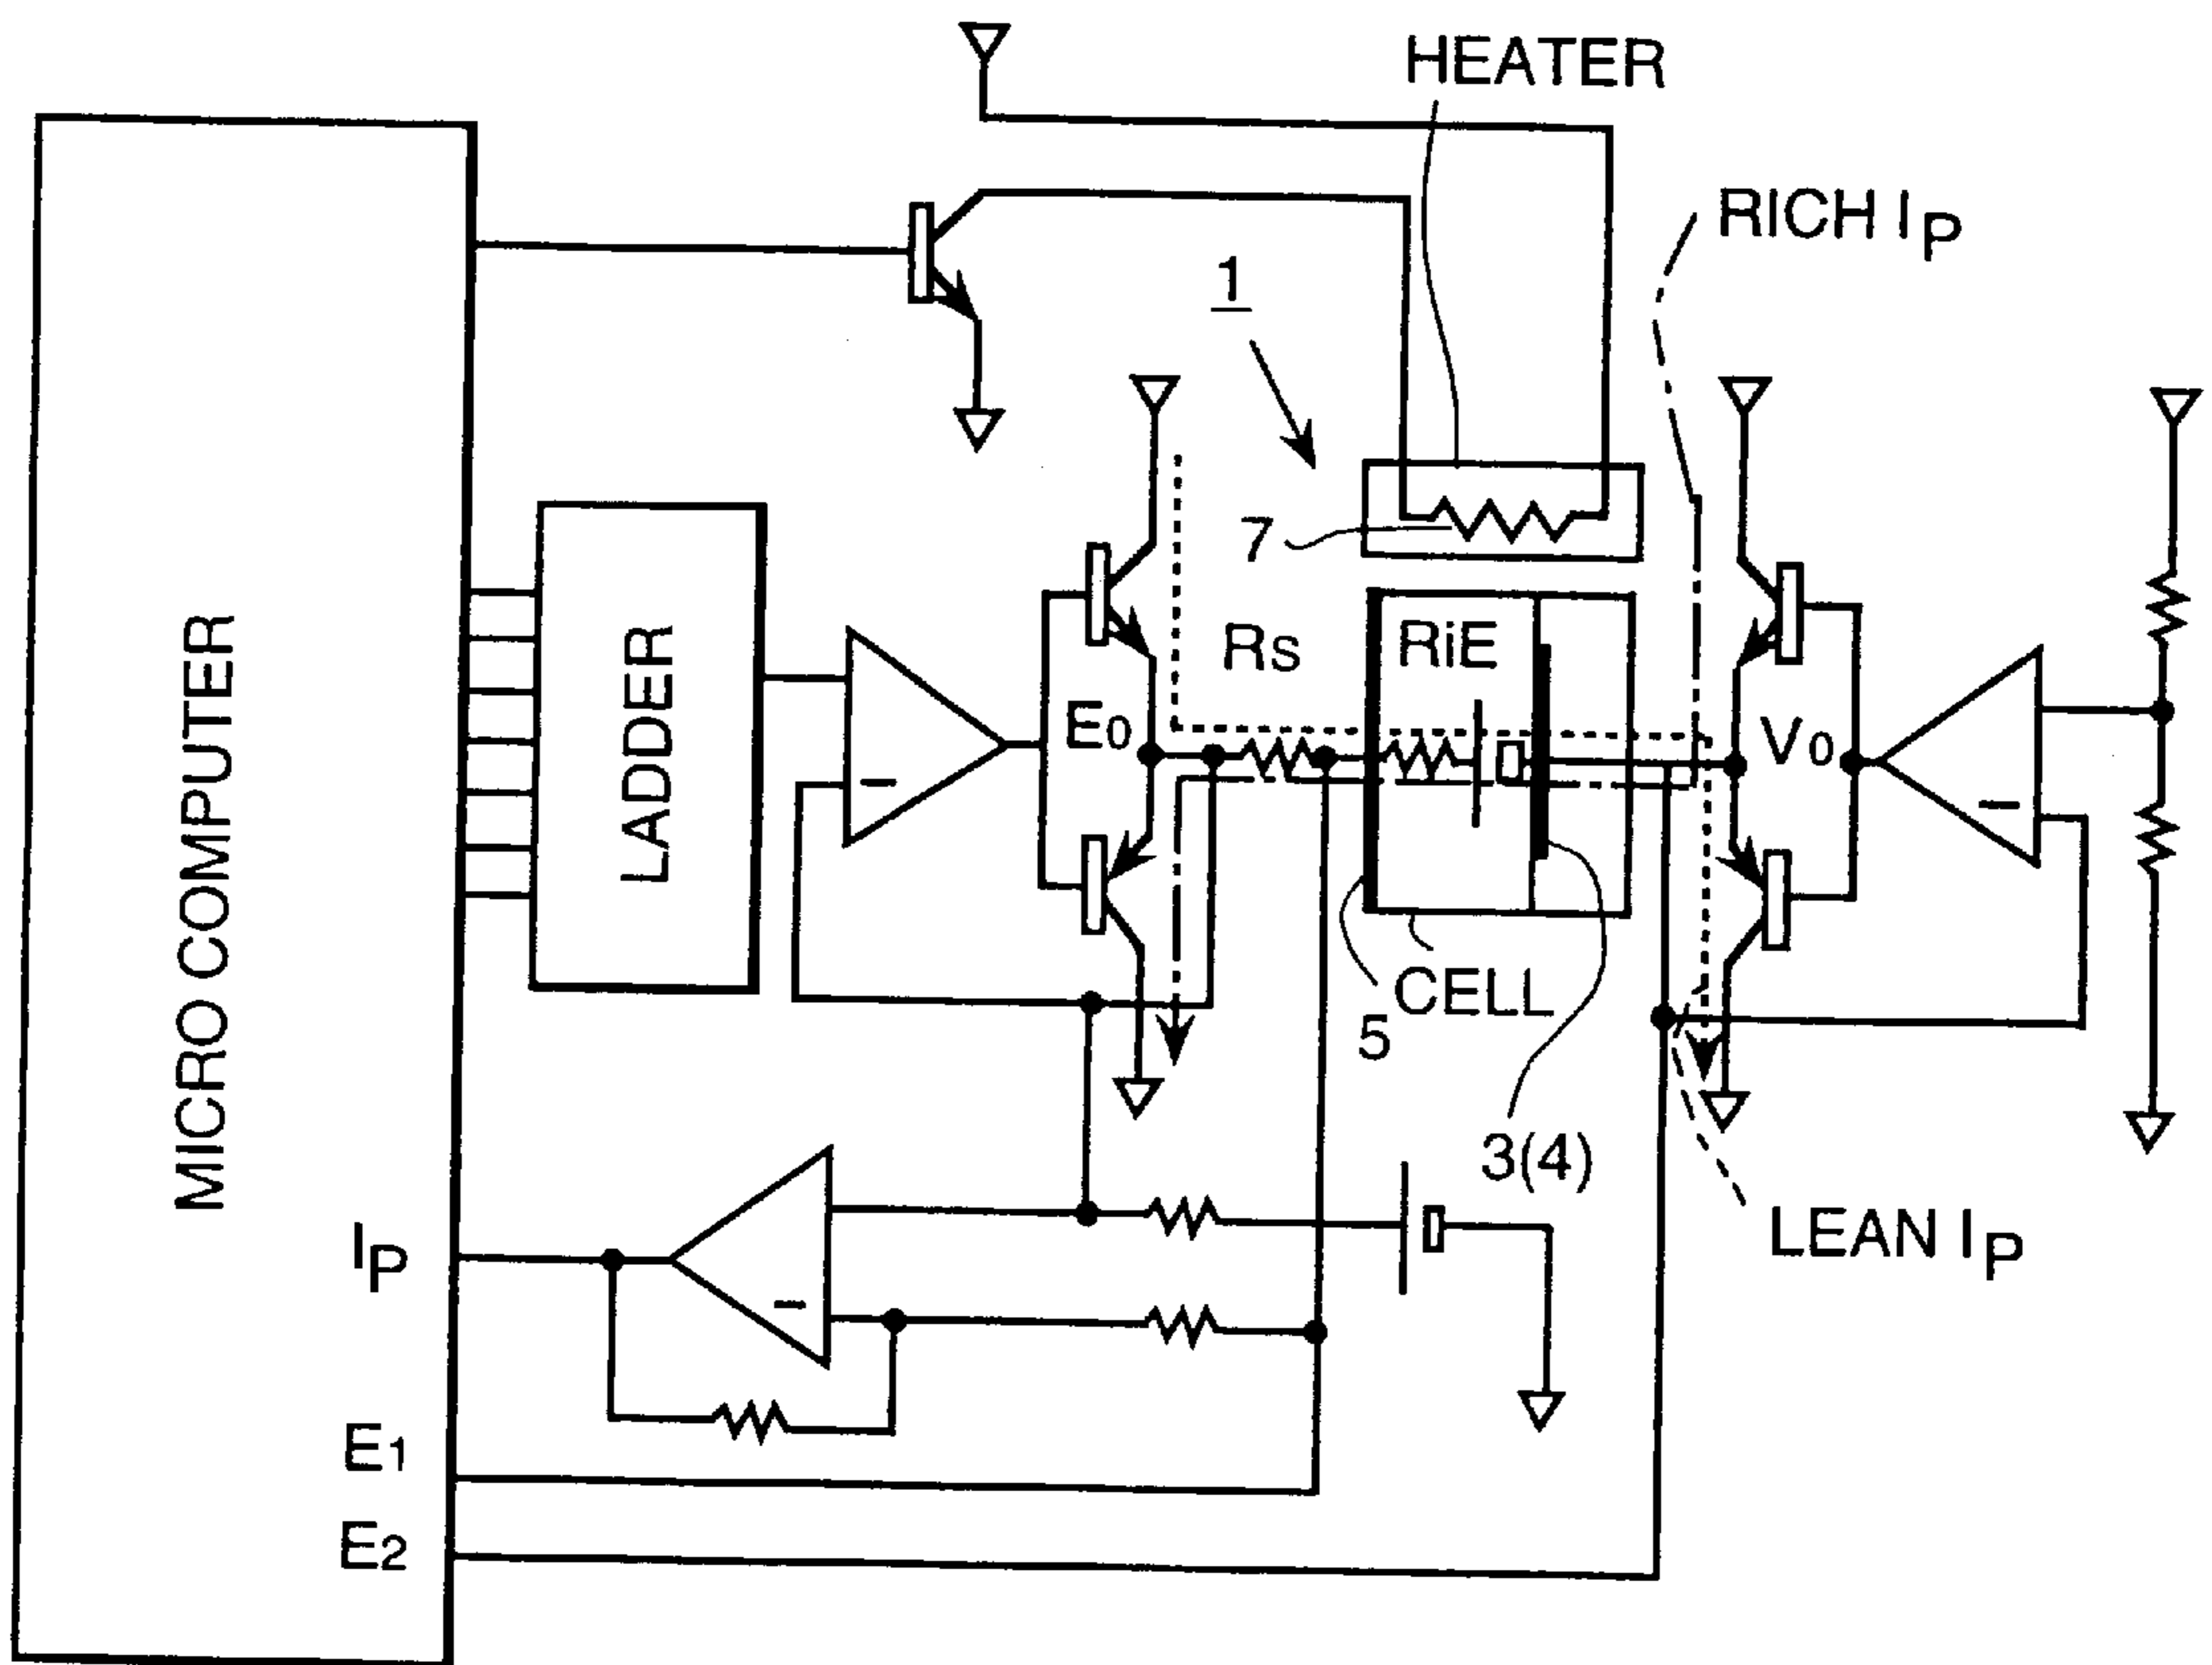 HEATER
RICH IP
1
7
RS
RiE
E0
V0
MICRO COMPUTER
LADDER
CELL
5
3(4)
LEAN IP
IP
E1
E2